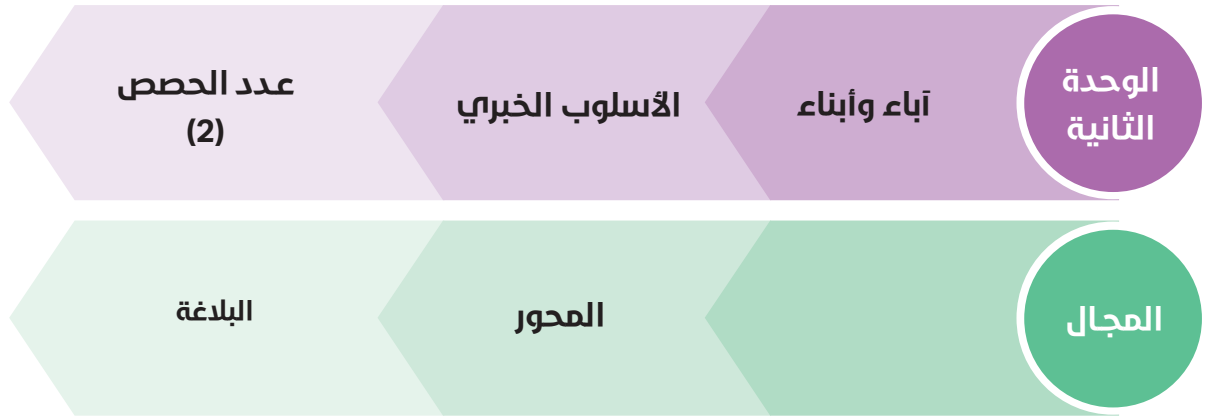 الوحدة
الثانية
آباء وأبناء
الأسلوب الخبري
عدد الحصص
(2)
المجال
المحور
البلاغة